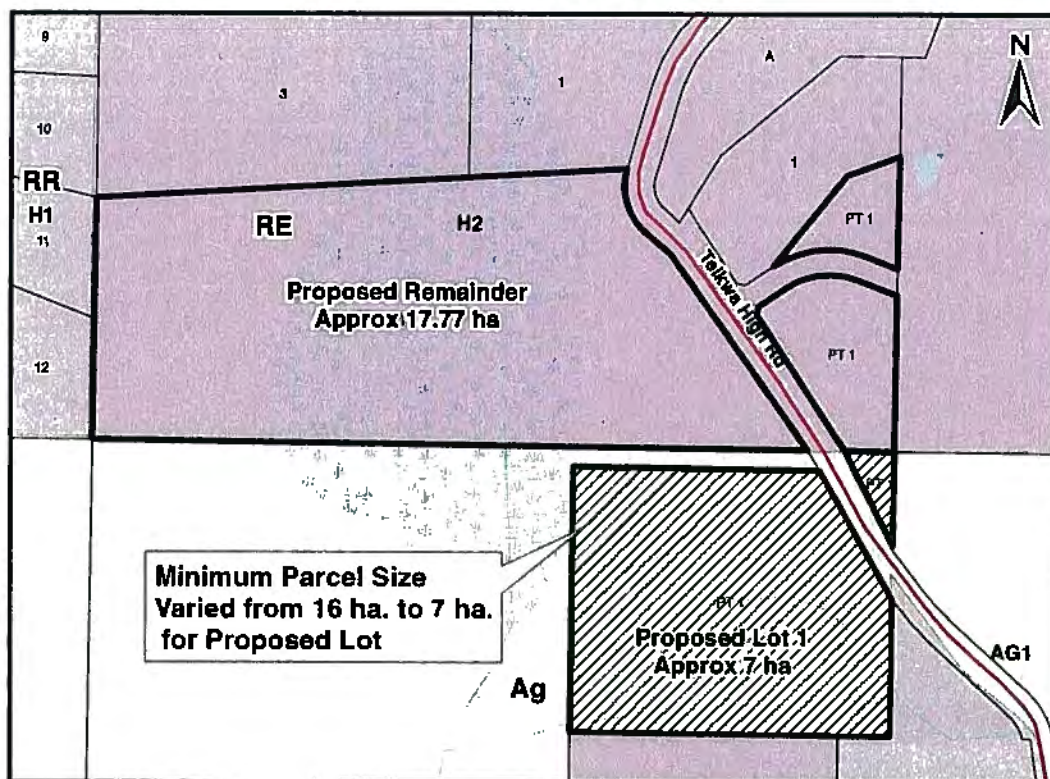 9
3
1
A
N
10
1
RR
H1
11
RE
H2
PT 1
Proposed Remainder
Approx 17.77 ha
Telkwa High Rd
PT 1
12
PT
Minimum Parcel Size
Varied from 16 ha. to 7 ha.
for Proposed Lot
PT 1
Proposed Lot 1
Approx 7 ha
AG1
Ag